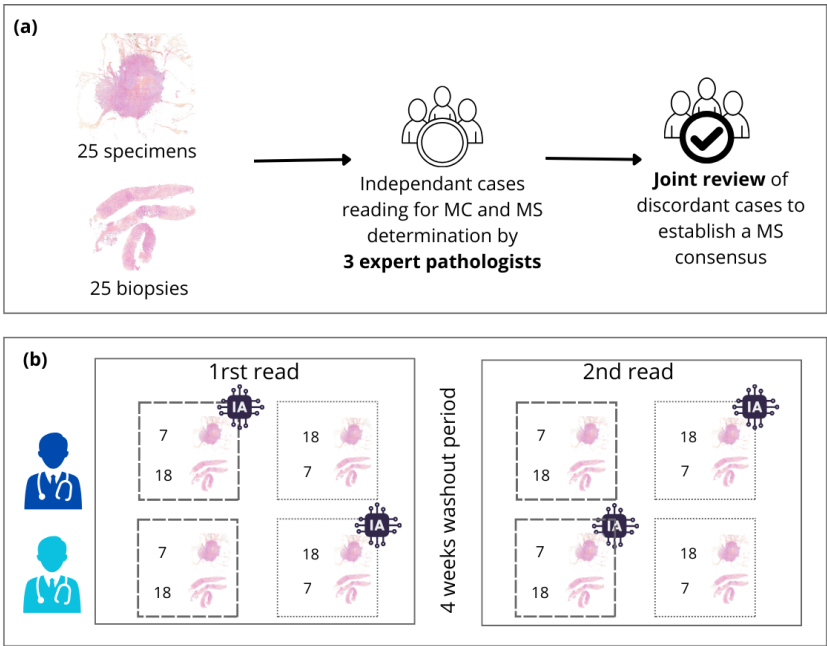 (a)
25 specimens
25 biopsies
Independant cases
reading for MC and MS
determination by
3 expert pathologists
Joint review of
discordant cases to
establish a MS
consensus
(b)
1rst read
IA
7
18
18
7
7
18
IA
18
7
4 weeks washout period
2nd read
7
18
IA
18
7
IA
7
18
18
7